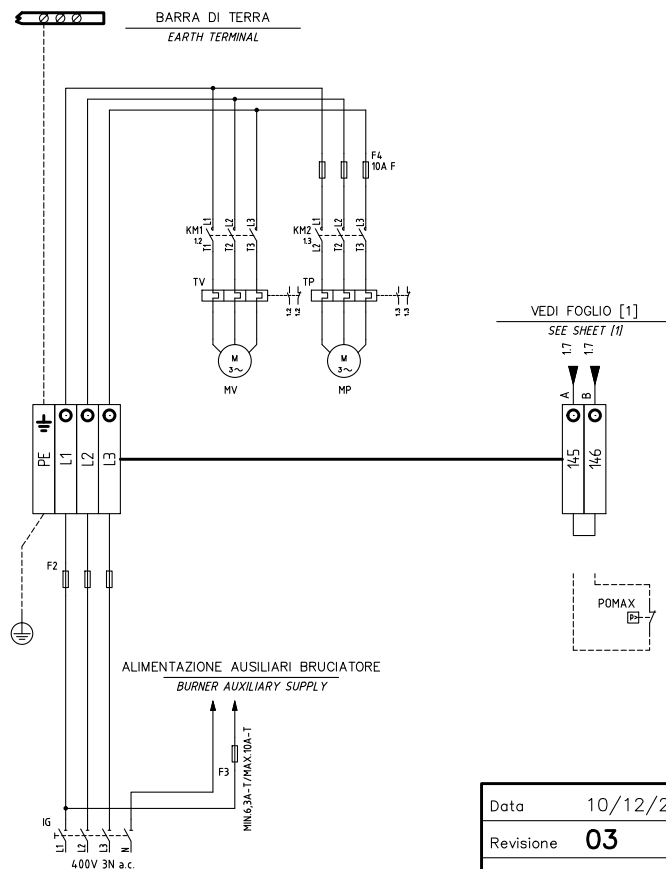 BARRA DI TERRA
EARTH TERMINAL
F4
10A F
L1 L2 L3
KM1
1.2
T1 T2 T3
L1 L2 L3
KM2
1.3
L2 T2 T3
TV
1.2 1.2
TP
1.3 1.3
M
3~
MV
M
3~
MP
VEDI FOGLIO [1]
SEE SHEET [1]
1.7 1.7
A B
PE L1 L2 L3
145 146
F2
POMAX
P>
ALIMENTAZIONE AUSILIARI BRUCIATORE
BURNER AUXILIARY SUPPLY
F3
MIN.6,3A-T/MAX.10A-T
IG
L1 L2 L3 N
400V 3N a.c.
Data 10/12/2
Revisione 03